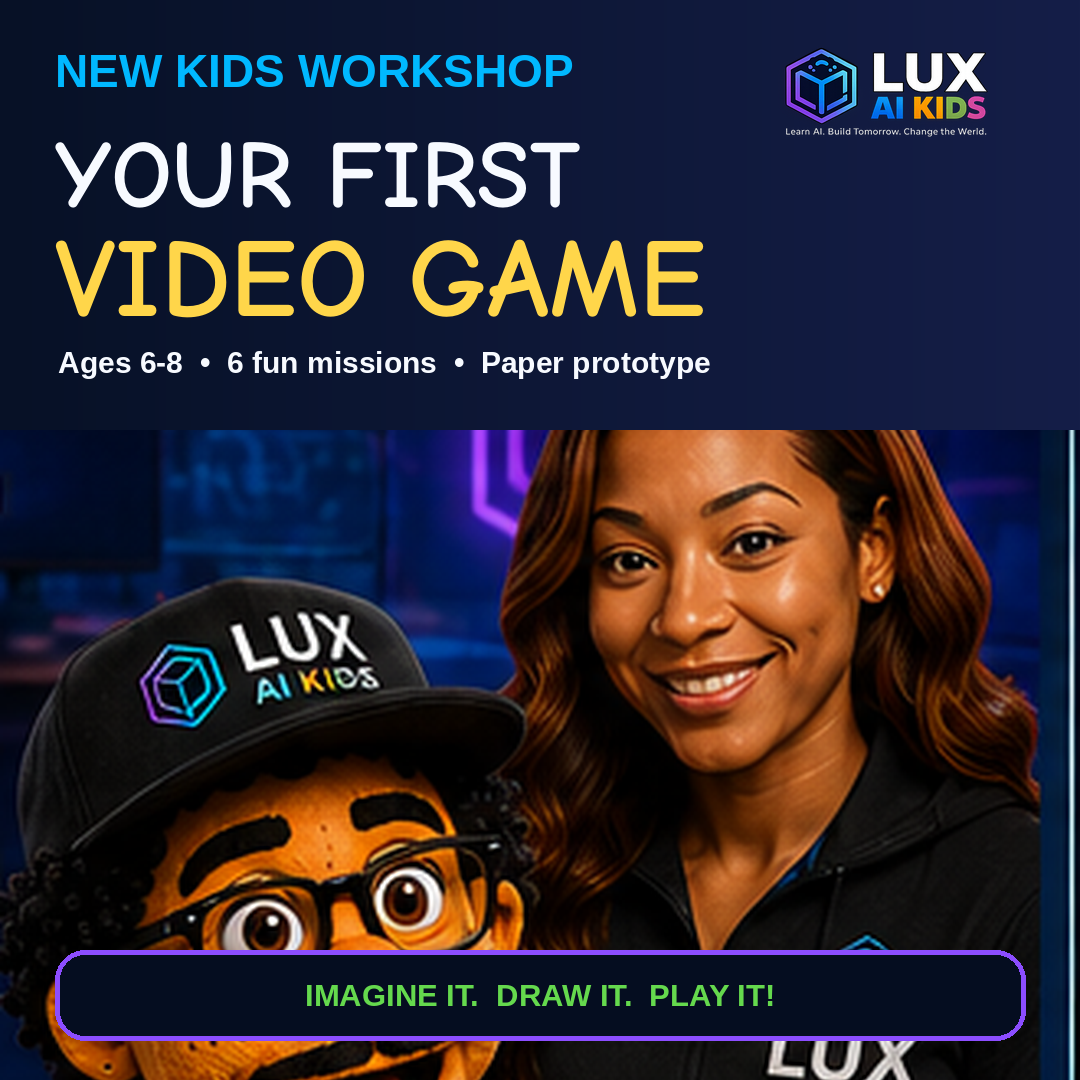 NEW KIDS WORKSHOP
LUX
AI KIDS
Learn AI. Build Tomorrow. Change the World.
YOUR FIRST
VIDEO GAME
Ages 6-8 • 6 fun missions • Paper prototype
LUX
AI KIDS
IMAGINE IT. DRAW IT. PLAY IT!
LUX